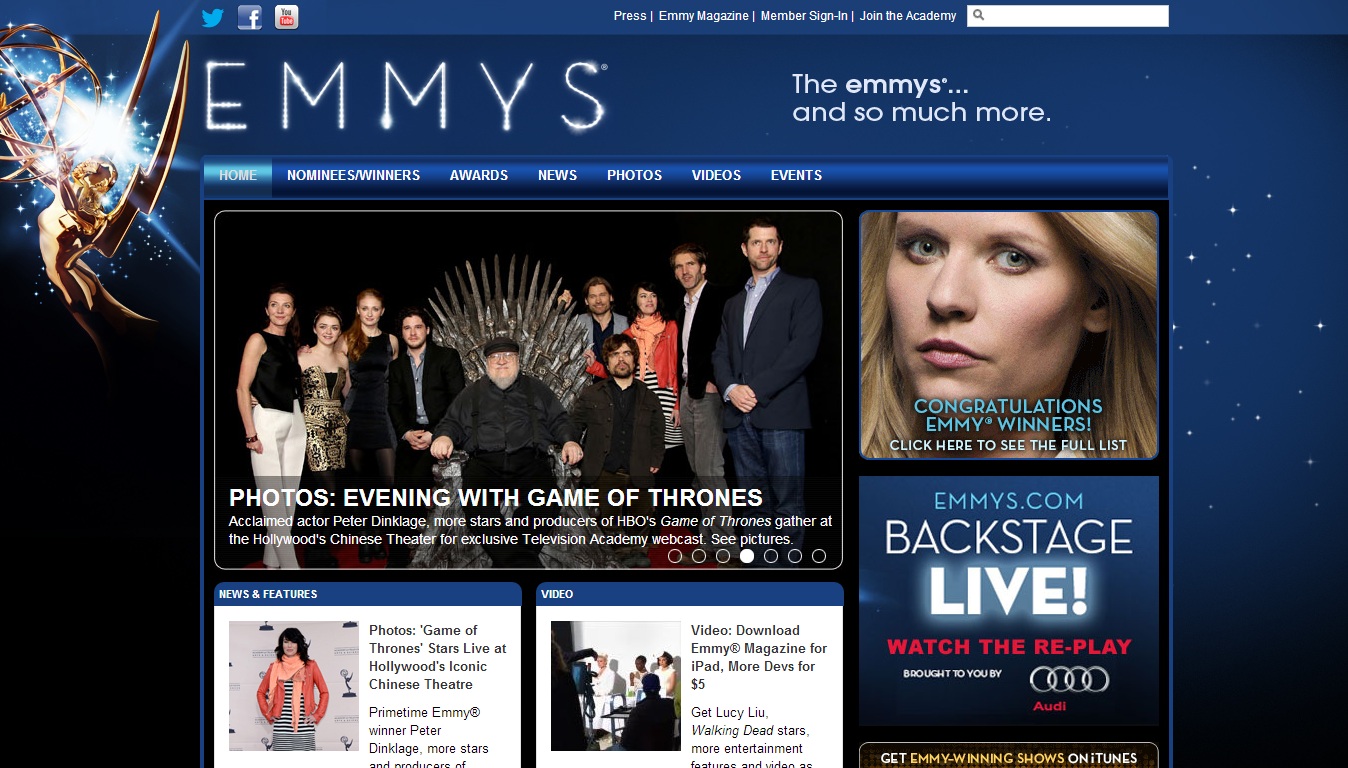 You
Tube
Press | Emmy Magazine | Member Sign-In | Join the Academy
EMMYS®
The emmys®...
and so much more.
HOME NOMINEES/WINNERS AWARDS NEWS PHOTOS VIDEOS EVENTS
PHOTOS: EVENING WITH GAME OF THRONES
Acclaimed actor Peter Dinklage, more stars and producers of HBO's Game of Thrones gather at
the Hollywood's Chinese Theater for exclusive Television Academy webcast. See pictures.
CONGRATULATIONS
EMMY® WINNERS!
CLICK HERE TO SEE THE FULL LIST
EMMYS.COM
BACKSTAGE
LIVE!
WATCH THE RE-PLAY
BROUGHT TO YOU BY
Audi
GET EMMY-WINNING SHOWS ON iTUNES
NEWS & FEATURES
Photos: 'Game of
Thrones' Stars Live at
Hollywood's Iconic
Chinese Theatre
Primetime Emmy®
winner Peter
Dinklage, more stars
and producers of
VIDEO
Video: Download
Emmy® Magazine for
iPad, More Devs for
$5
Get Lucy Liu,
Walking Dead stars,
more entertainment
features and video as